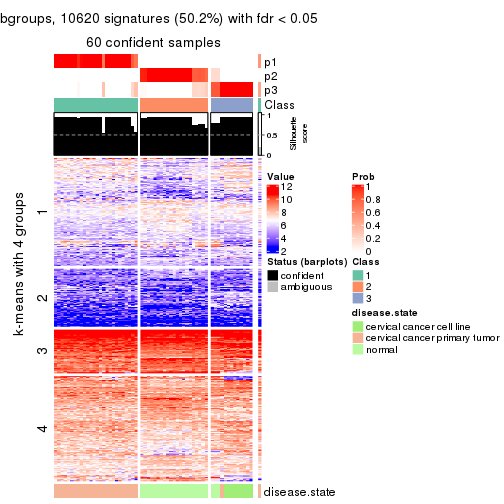 bgroups, 10620 signatures (50.2%) with fdr < 0.05
60 confident samples
p1
p2
p3
Class
1
0.5
0
Silhouette
score
k-means with 4 groups
1
2
3
4
disease.state
Value
12
10
8
6
4
2
Status (barplots)
confident
ambiguous
Prob
1
0.8
0.6
0.4
0.2
0
Class
1
2
3
disease.state
cervical cancer cell line
cervical cancer primary tumor
normal